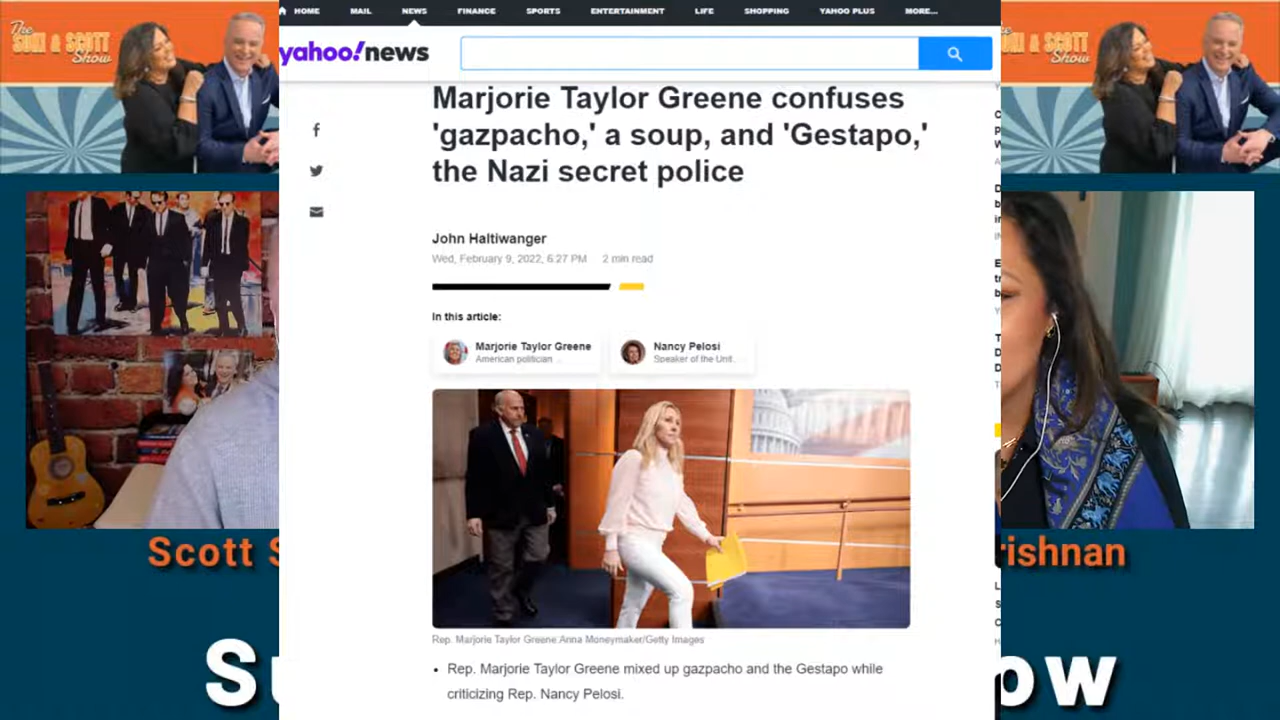 The
SUNI & SCOTT
Show
HOME
MAIL
NEWS
FINANCE
SPORTS
ENTERTAINMENT
LIFE
SHOPPING
YAHOO PLUS
MORE...
yahoo!news
& SCOTT
Show
Marjorie Taylor Greene confuses
'gazpacho,' a soup, and 'Gestapo,'
the Nazi secret police
John Haltiwanger
Wed, February 9, 2022, 6:27 PM 2 min read
In this article:
Marjorie Taylor Greene
American politician ...
Nancy Pelosi
Speaker of the Unit...
Rep. Marjorie Taylor Greene.Anna Moneymaker/Getty Images
• Rep. Marjorie Taylor Greene mixed up gazpacho and the Gestapo while
criticizing Rep. Nancy Pelosi.
Scott S
rishnan
Su
ow